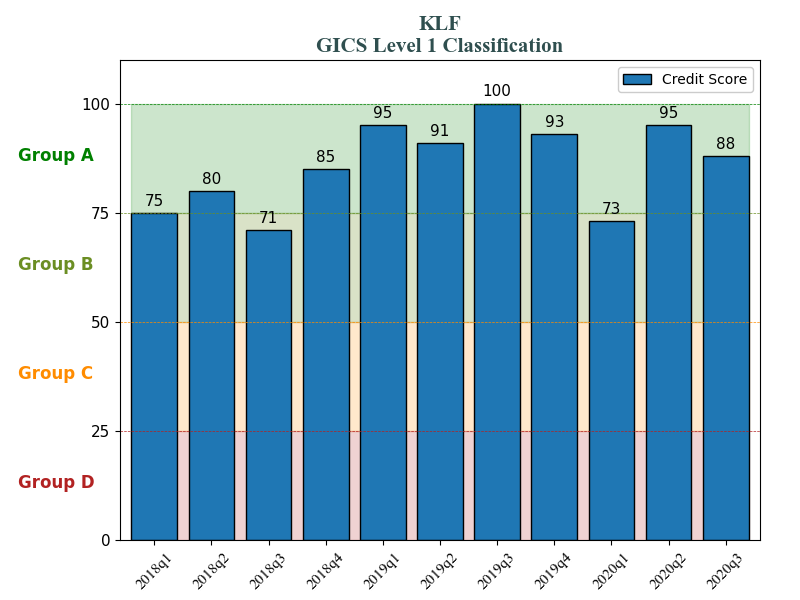 KLF
GICS Level 1 Classification
Credit Score
100
75
50
25
0
Group A
Group B
Group C
Group D
75
80
71
85
95
91
100
93
73
95
88
2018q1
2018q2
2018q3
2018q4
2019q1
2019q2
2019q3
2019q4
2020q1
2020q2
2020q3